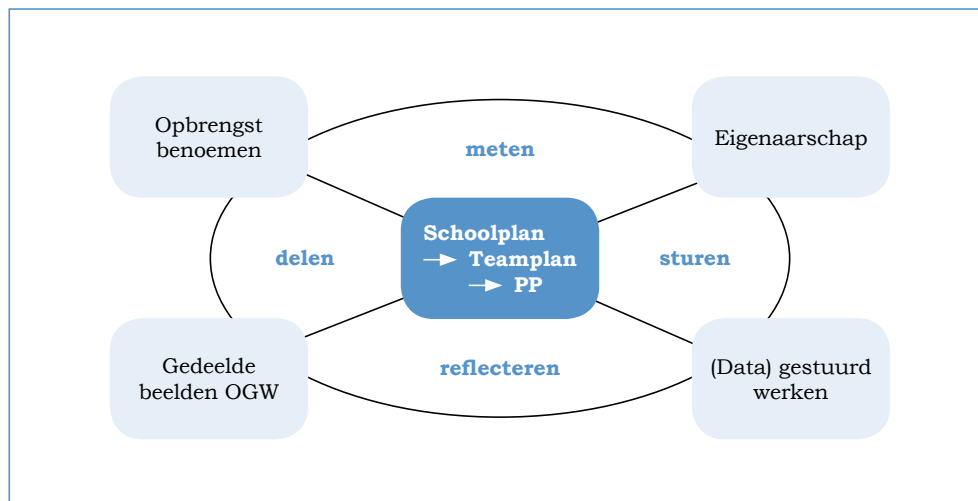 Opbrengst
benoemen
Eigenaarschap
meten
Schoolplan
→ Teamplan
→ PP
delen
sturen
Gedeelde
beelden OGW
reflecteren
(Data) gestuurd
werken